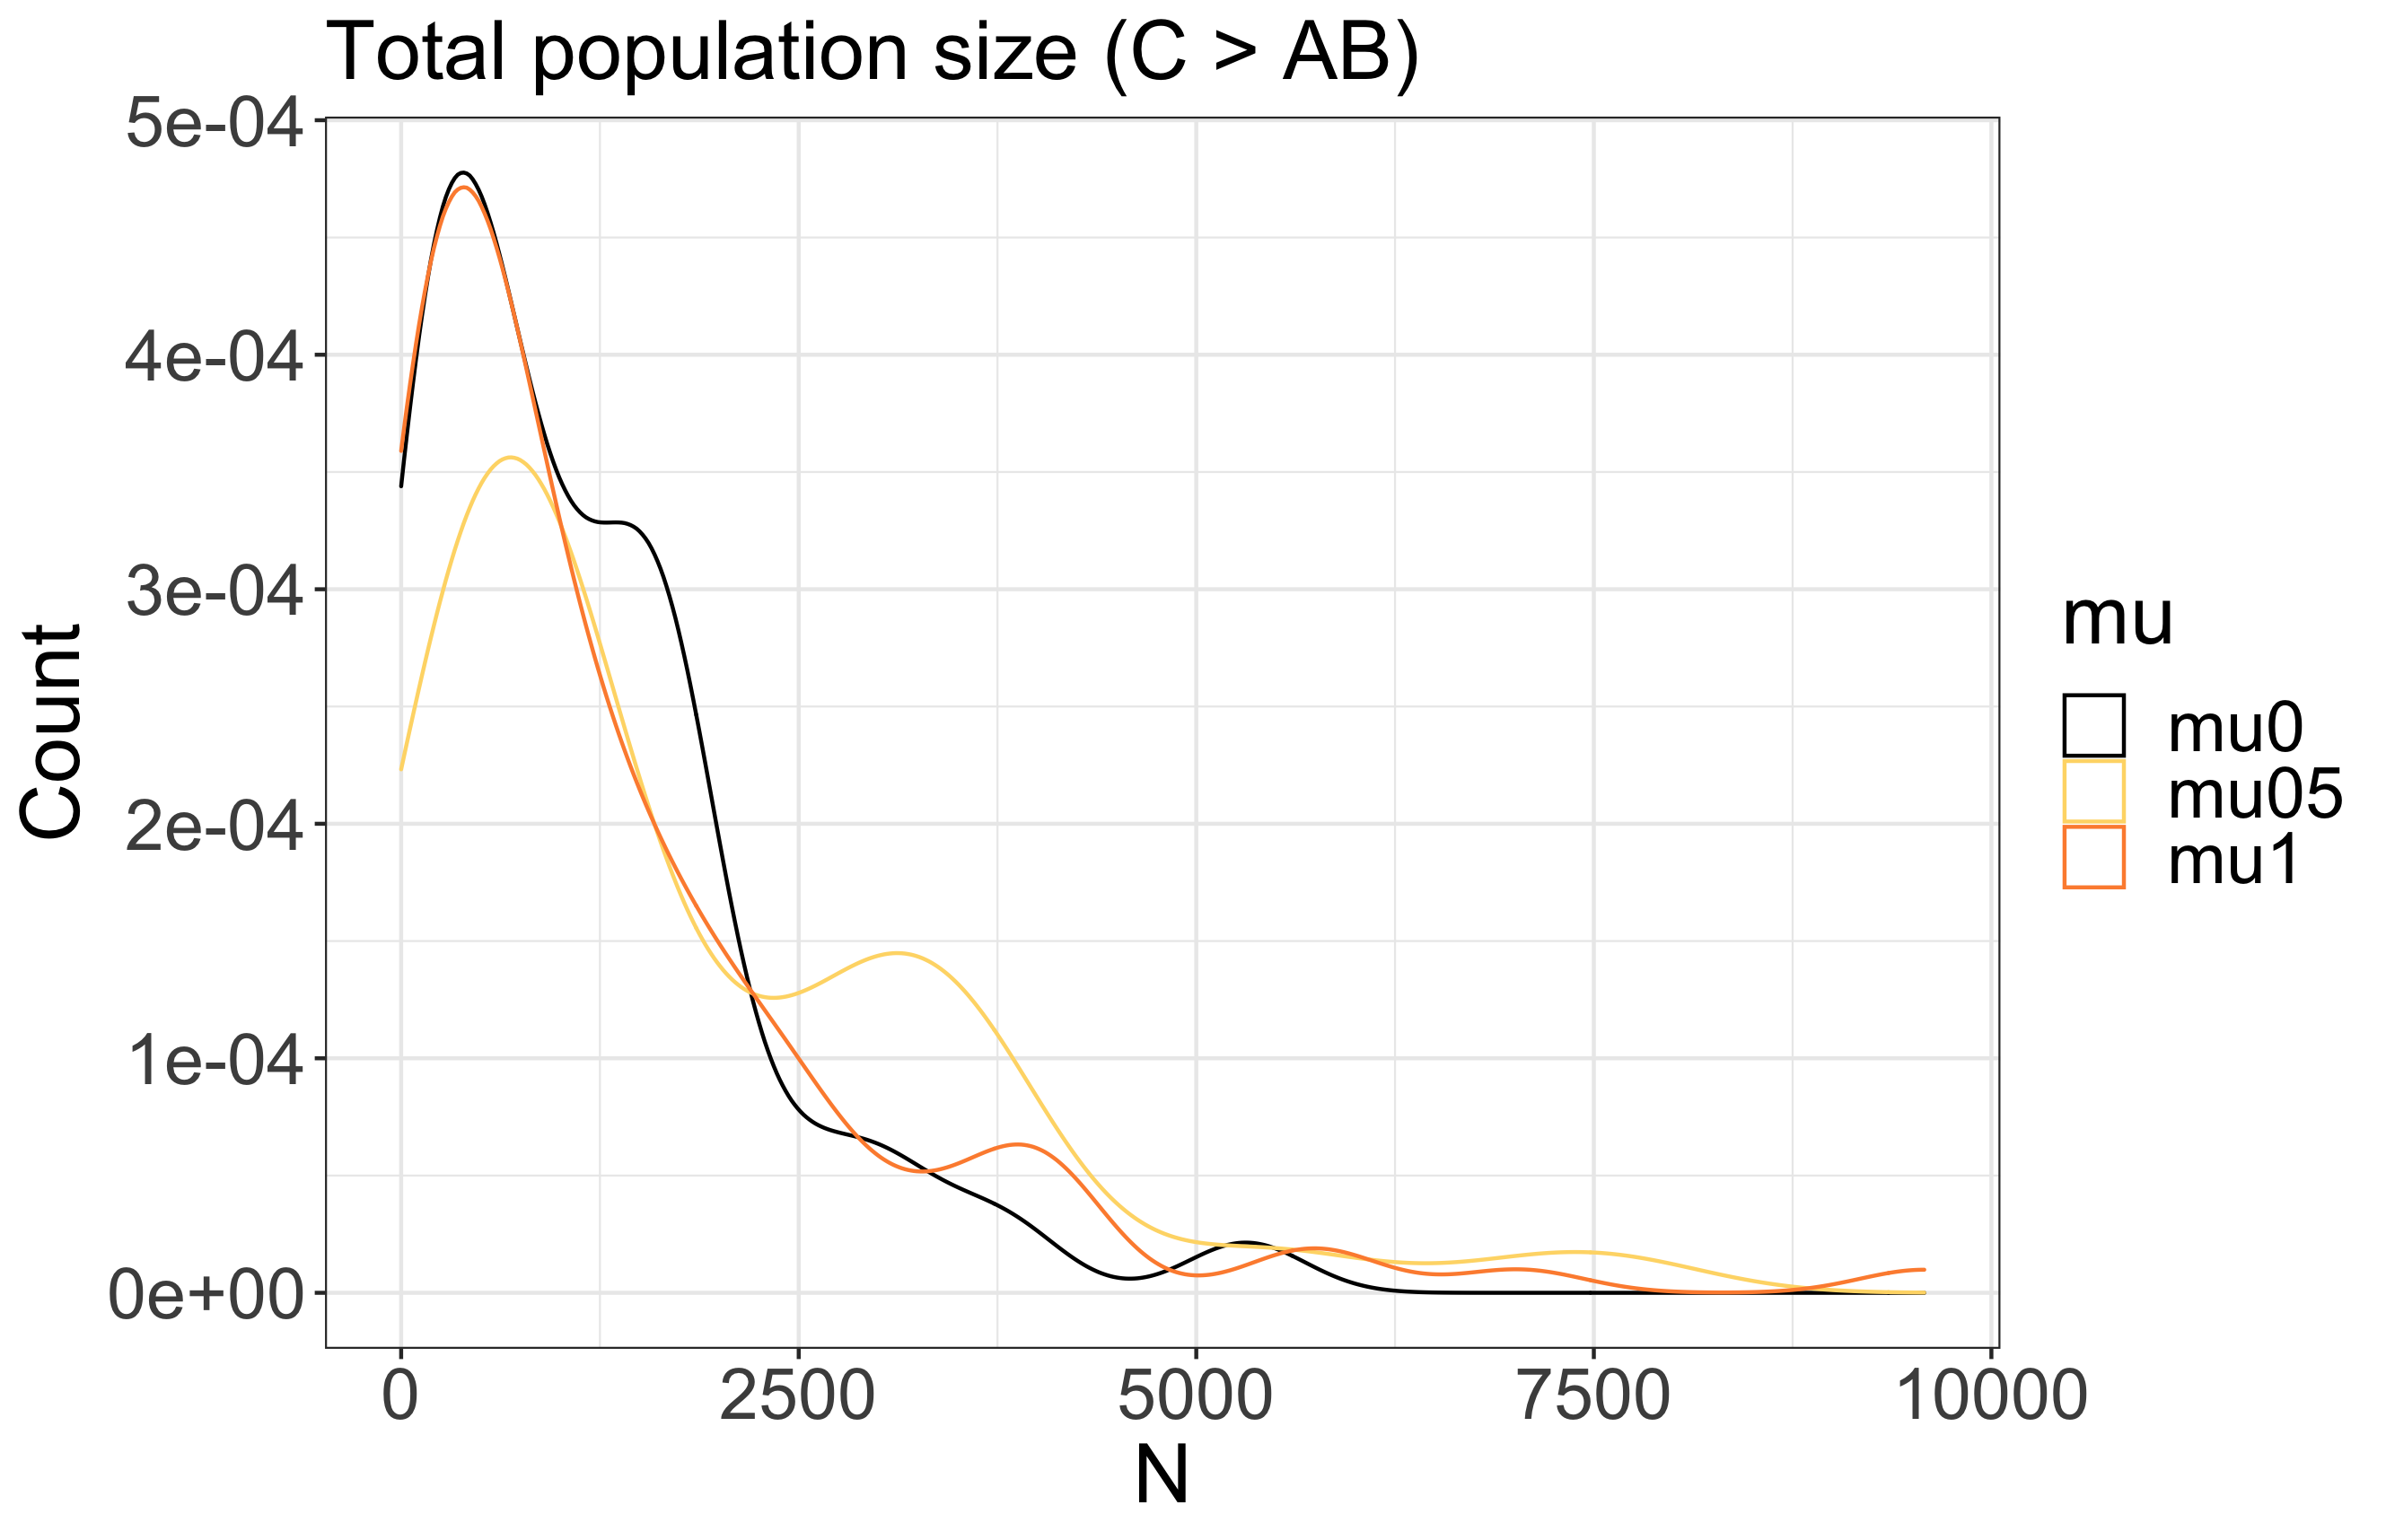 Total population size (C > AB)
5e-04
4e-04
3e-04
2e-04
1e-04
0e+00
Count
0
2500
5000
7500
10000
N
mu
mu0
mu05
mu1